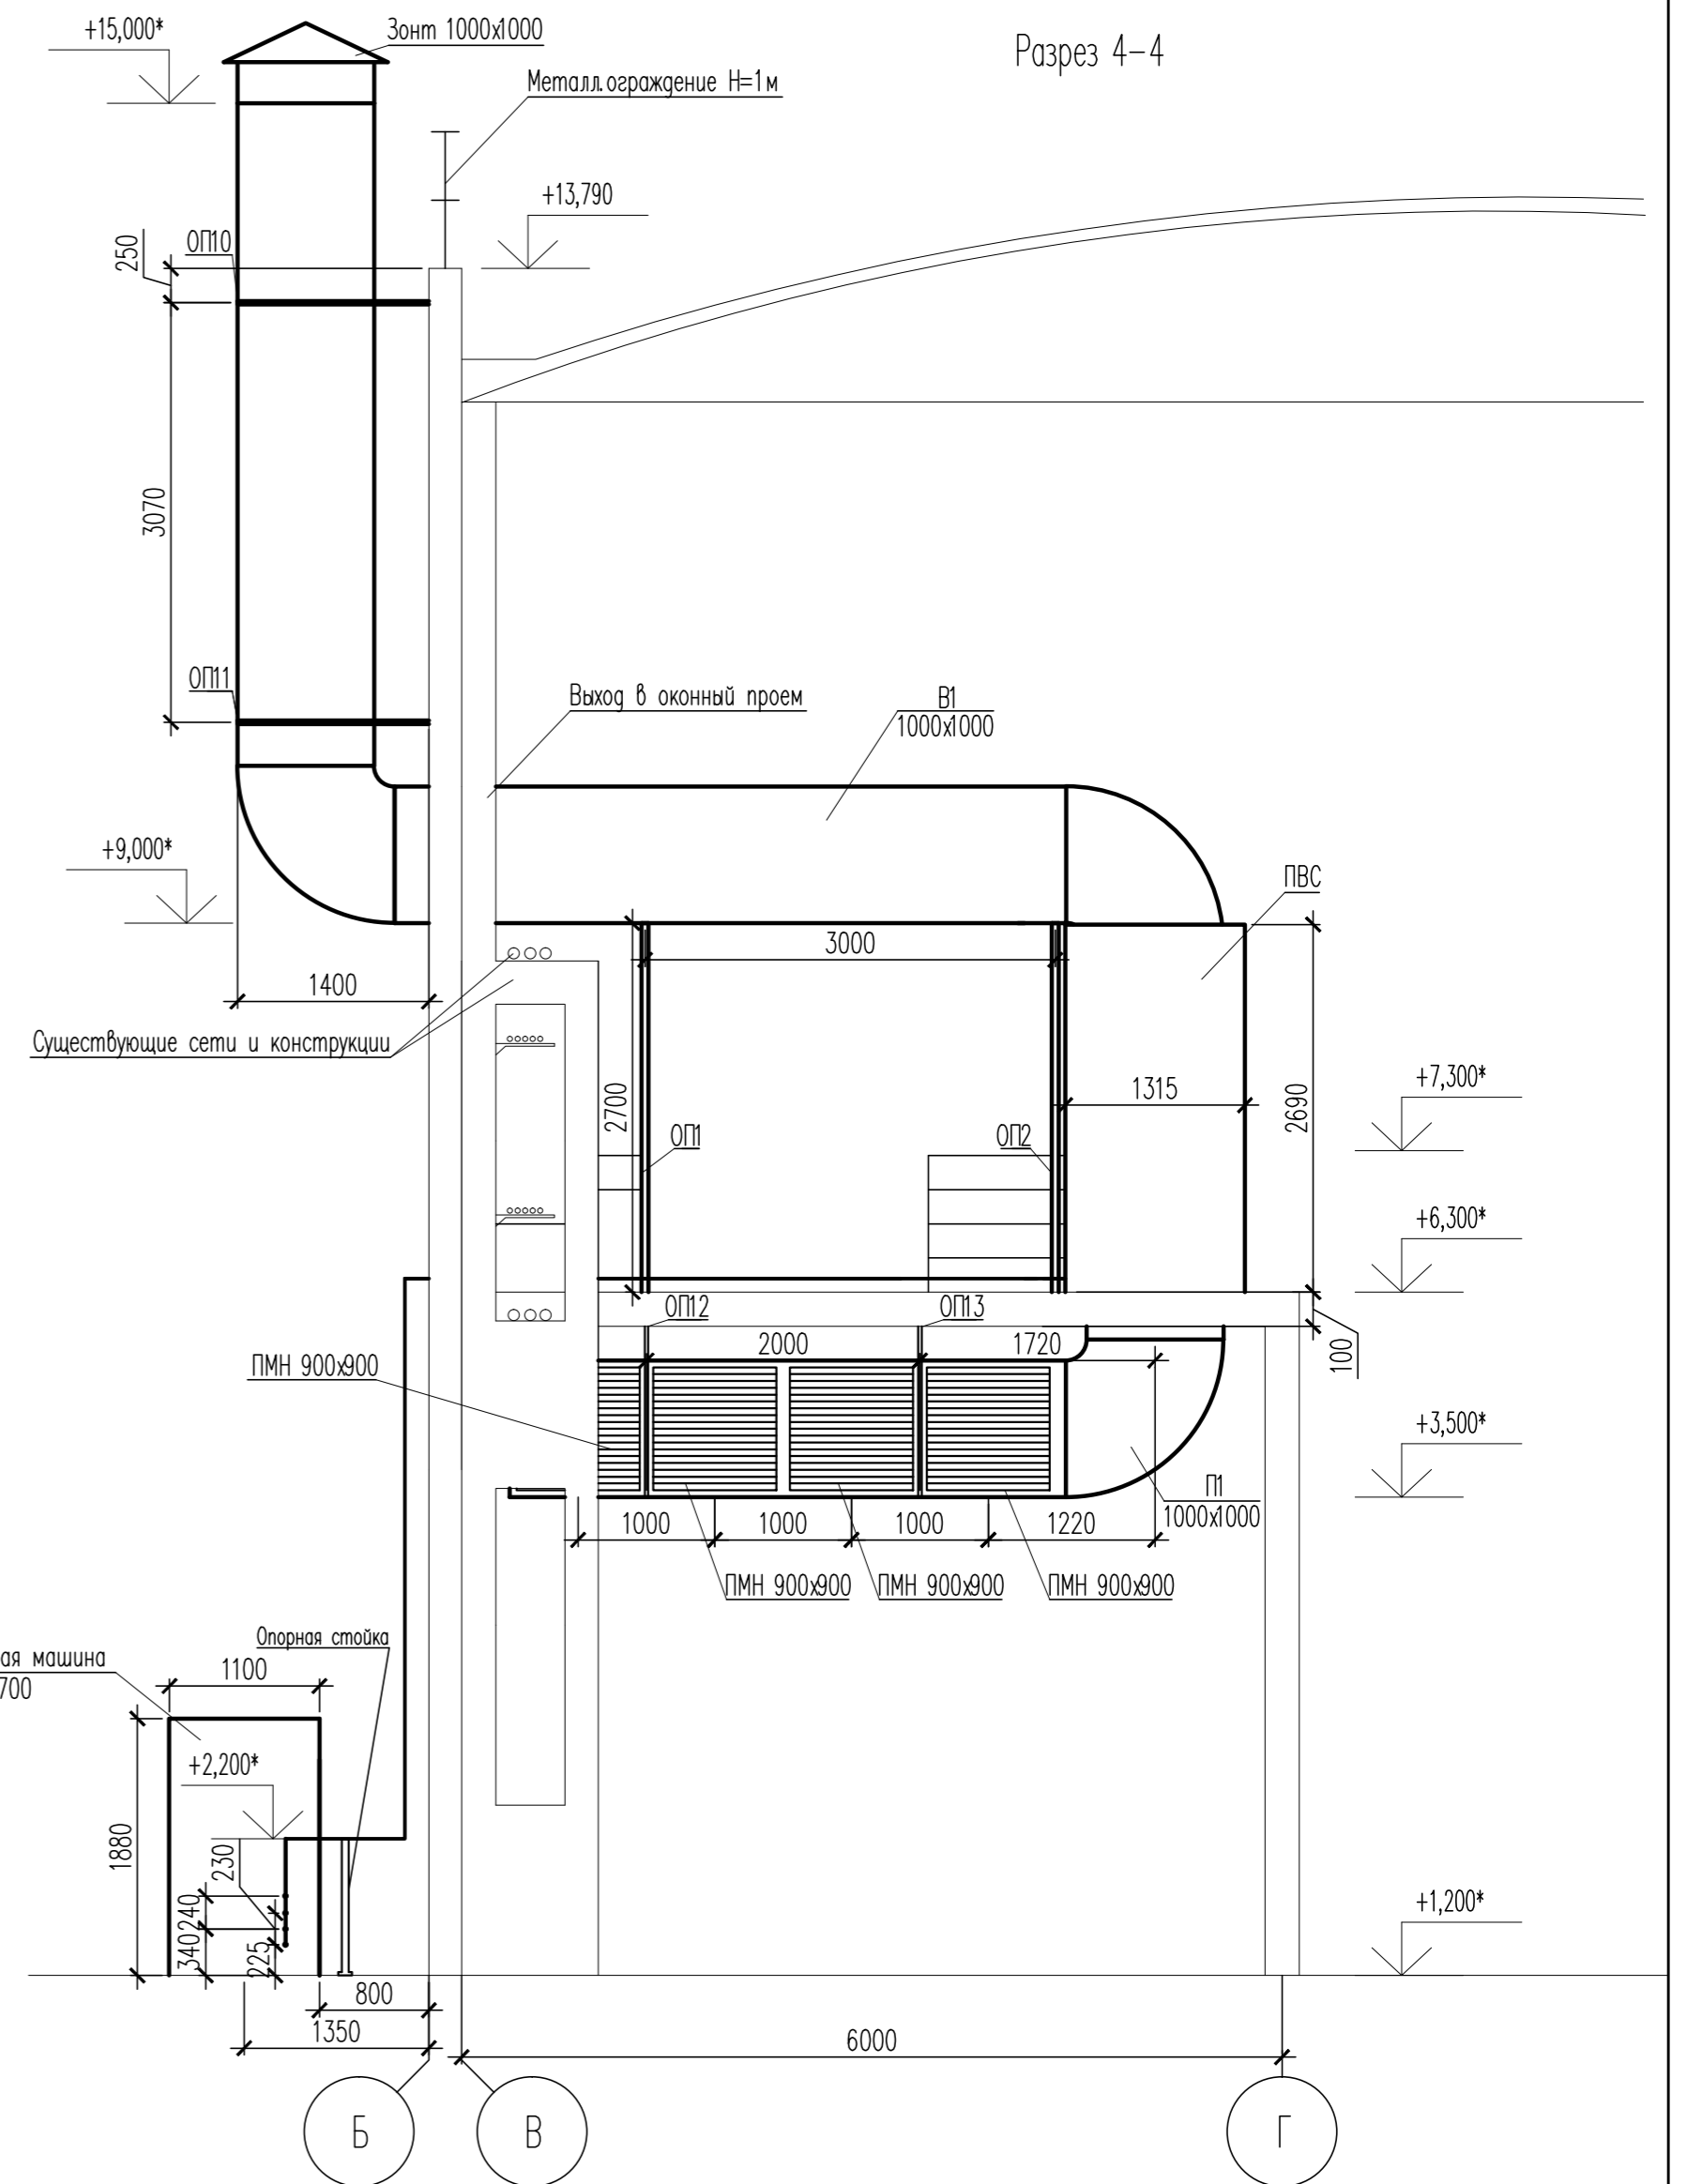 Разрез 4-4
+15,000*
Зонт 1000х1000
Металл.ограждение Н=1м
+13,790
250
ОП10
3070
ОП11
Выход в оконный проем
В1
1000х1000
+9,000*
ПВС
3000
1400
Существующие сети и конструкции
2700
1315
2690
+7,300*
ОП1
ОП2
+6,300*
ОП12
ОП13
2000
1720
100
ПМН 900х900
+3,500*
П1
1000х1000
1000
1000
1000
1220
ПМН 900х900
ПМН 900х900
ПМН 900х900
Опорная стойка
ая машина
700
1100
+2,200*
1880
230
240
340
225
+1,200*
800
1350
6000
Б
В
Г